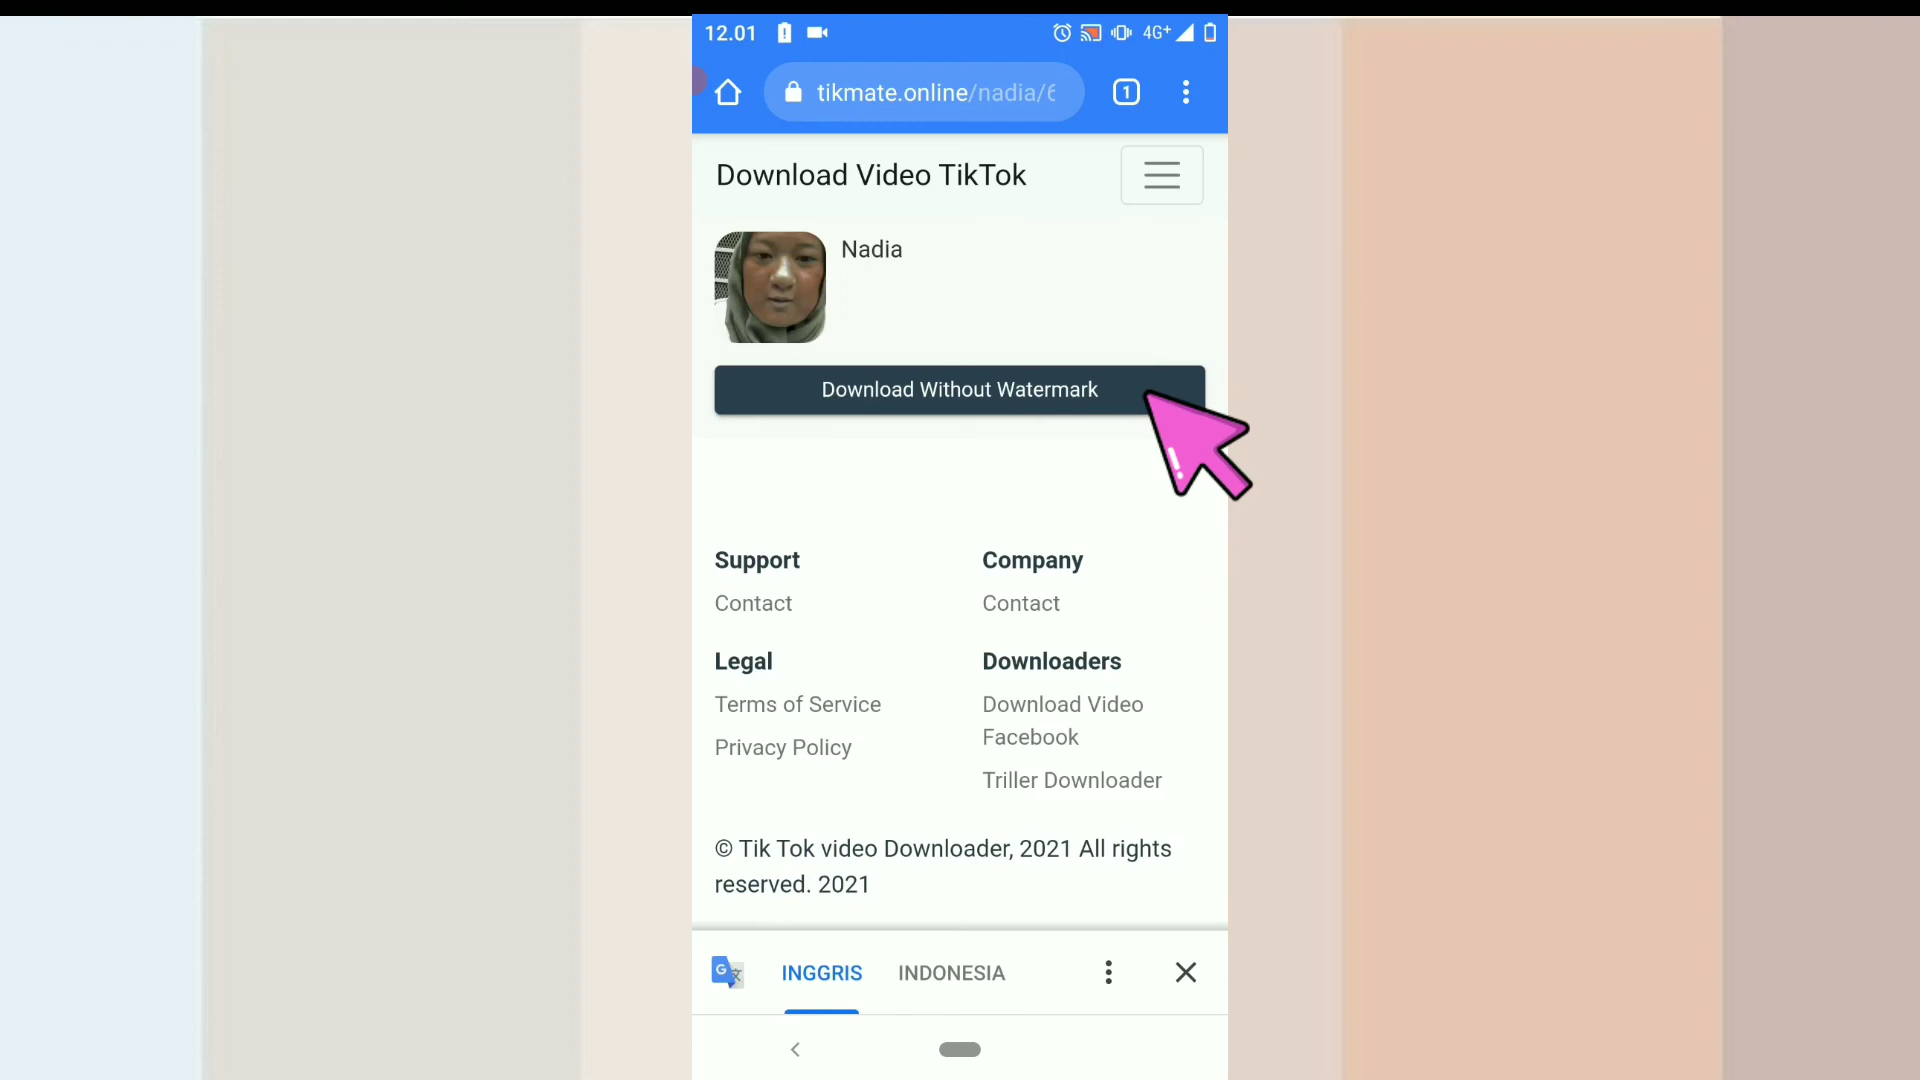 12.01
4G+
tikmate.online/nadia/6
1
Download Video TikTok
Nadia
Download Without Watermark
Support
Contact
Company
Contact
Legal
Terms of Service
Privacy Policy
Downloaders
Download Video
Facebook
Triller Downloader
© Tik Tok video Downloader, 2021 All rights
reserved. 2021
INGGRIS
INDONESIA